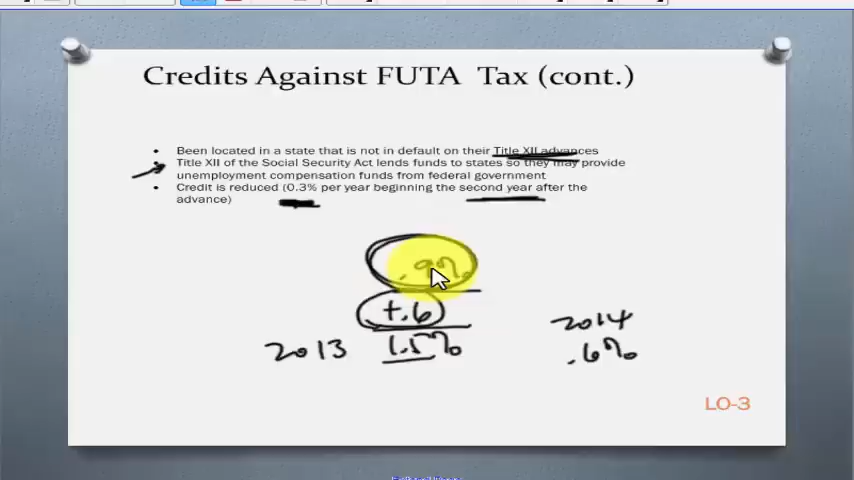 Credits Against FUTA Tax (cont.)
• Been located in a state that is not in default on their Title XII advances
• Title XII of the Social Security Act lends funds to states so they may provide
unemployment compensation funds from federal government
• Credit is reduced (0.3% per year beginning the second year after the
advance)
.9%
+.6
2013 1.5%
2014
.6%
LO-3